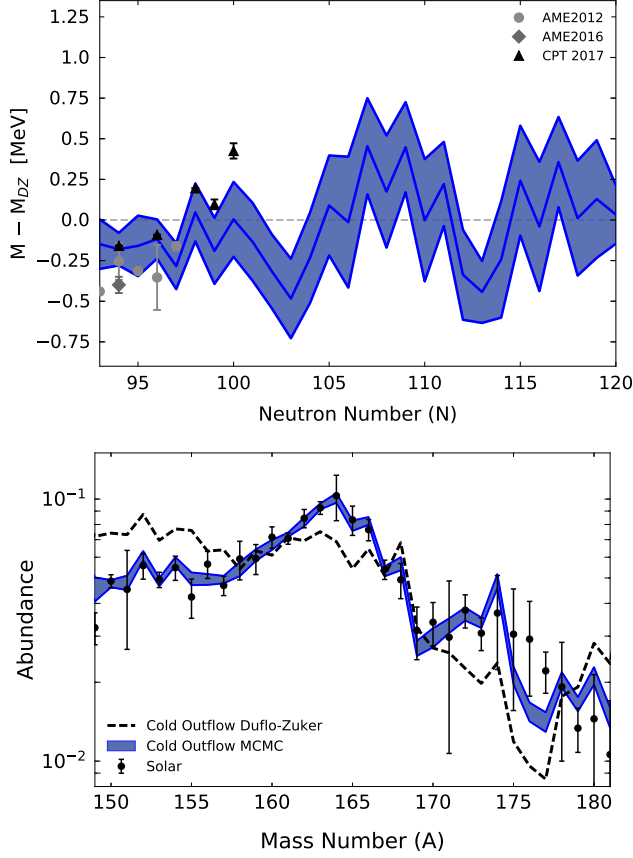 1.25
1.0
0.75
0.5
0.25
0.0
−0.25
−0.5
−0.75
M − M_DZ [MeV]
AME2012
AME2016
CPT 2017
95 100 105 110 115 120
Neutron Number (N)
10⁻¹
10⁻²
Abundance
Cold Outflow Duflo-Zuker
Cold Outflow MCMC
Solar
150 155 160 165 170 175 180
Mass Number (A)